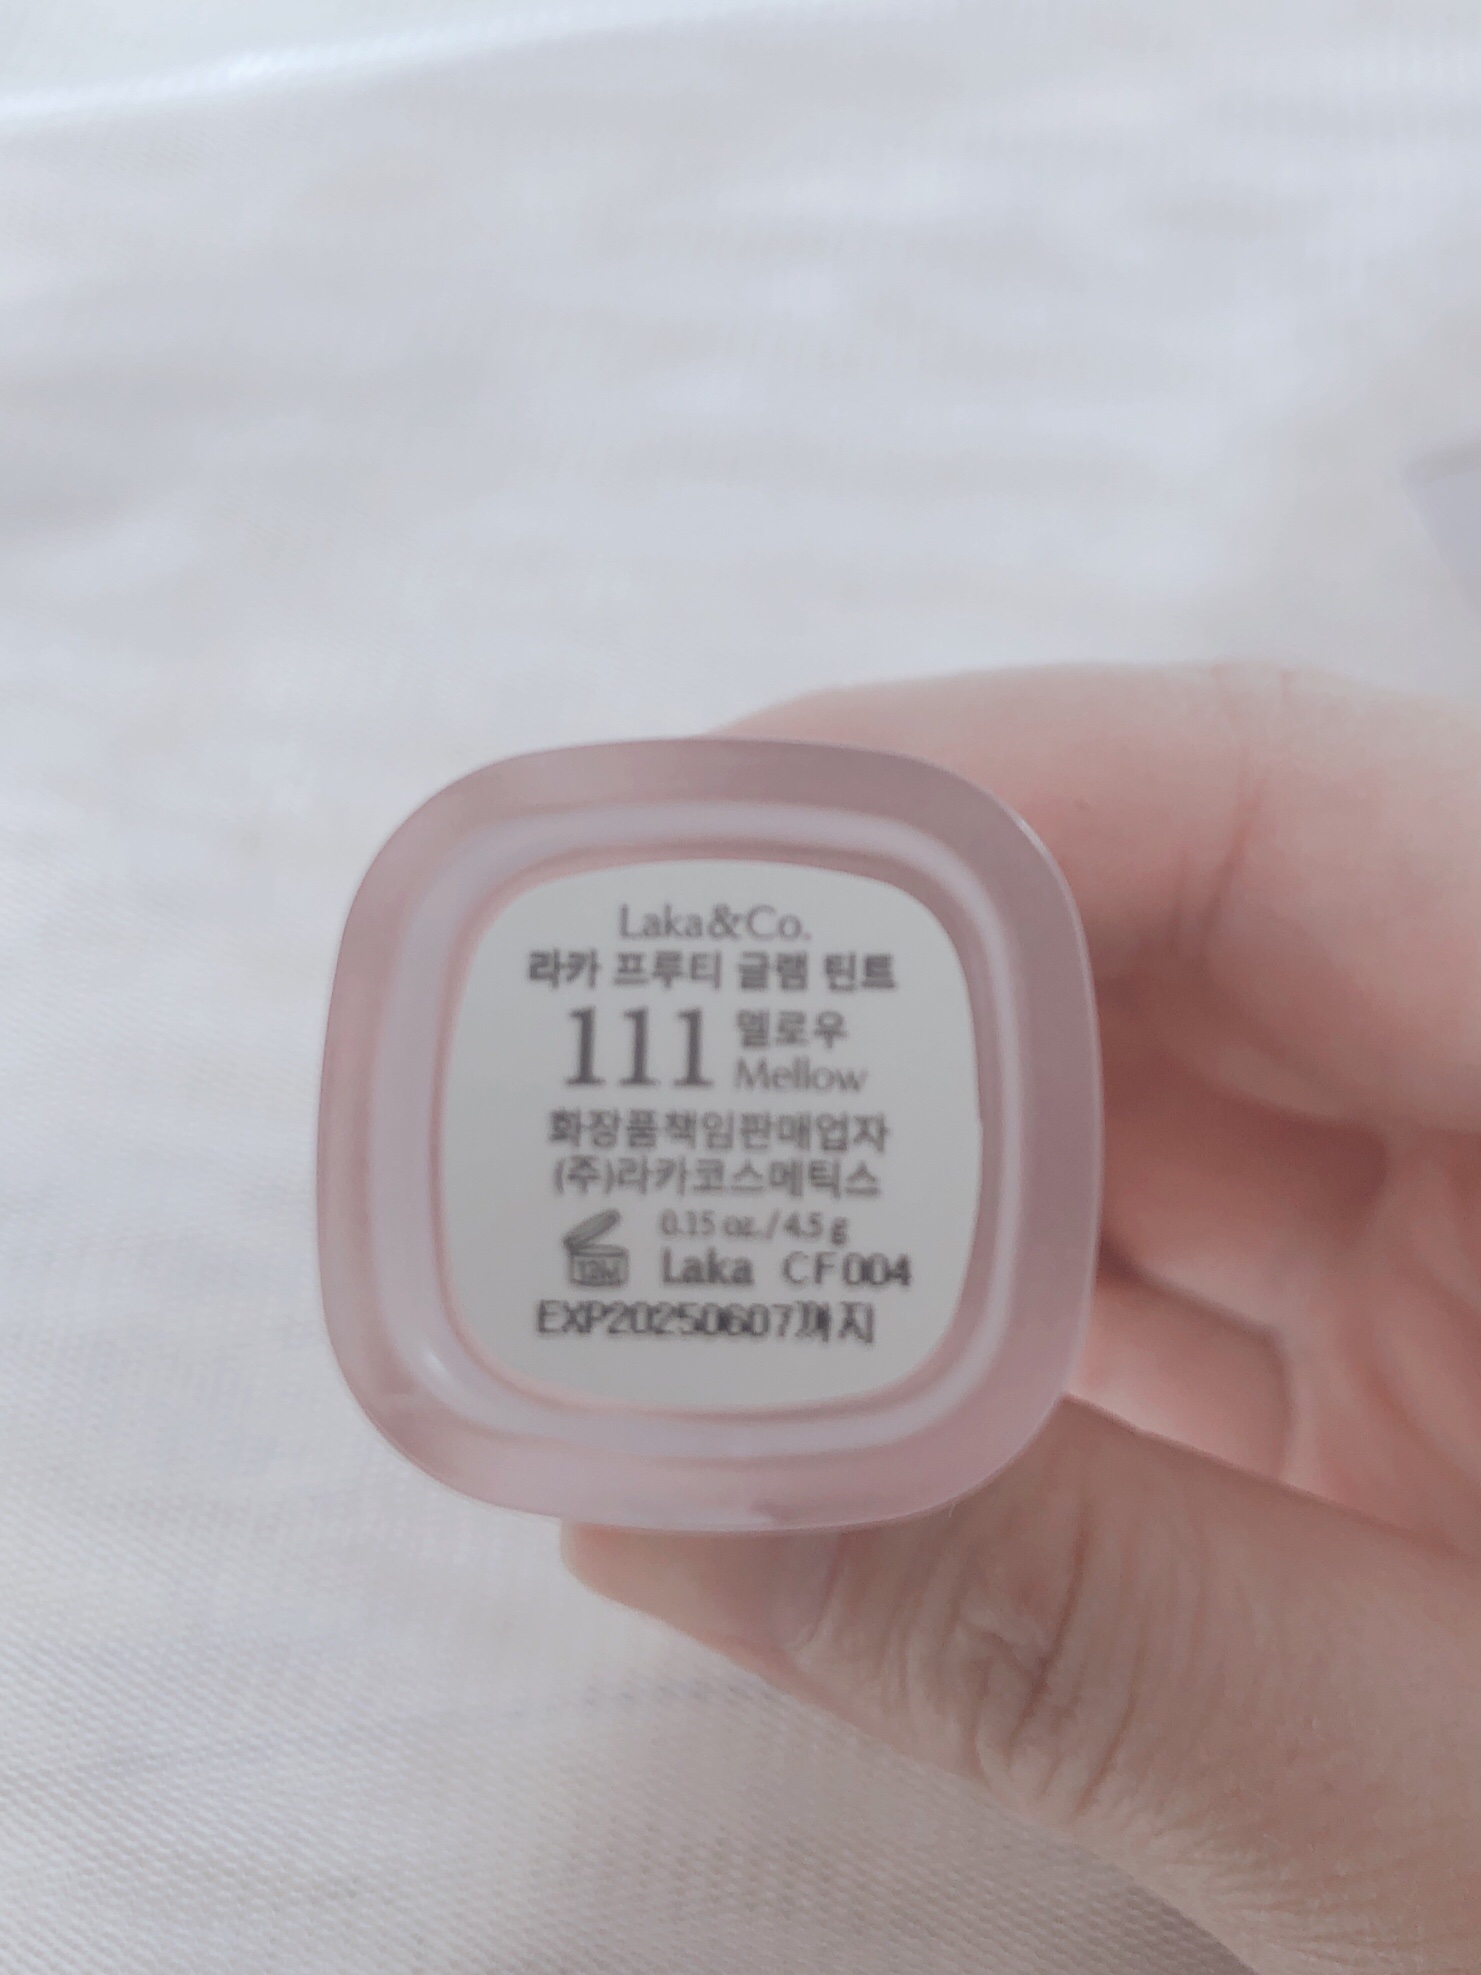 Laka&Co.
라카 프루티 글램 틴트
111 멜로우
Mellow
화장품책임판매업자
(주)라카코스메틱스
0.15 oz./4.5 g
12M Laka CF004
EXP20250607까지